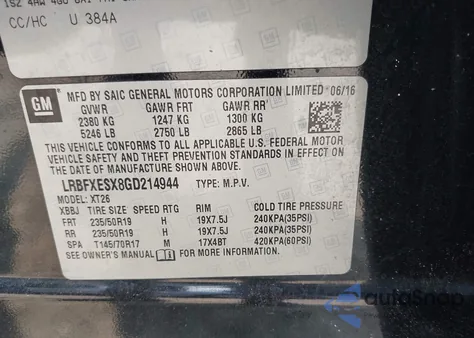 CC/HC U 384A
GM
MFD BY SAIC GENERAL MOTORS CORPORATION LIMITED 06/16
GVWR GAWR FRT GAWR RR
2380 KG 1247 KG 1300 KG
5246 LB 2750 LB 2865 LB
THIS VEHICLE CONFORMS TO ALL APPLICABLE U.S. FEDERAL MOTOR
VEHICLE SAFETY, BUMPER, AND THEFT PREVENTION STANDARDS
IN EFFECT ON THE DATE OF MANUFACTURE SHOWN ABOVE.
LRBFXESX8GD214944 TYPE: M.P.V.
MODEL: XT26
XBBJ TIRE SIZE SPEED RTG RIM COLD TIRE PRESSURE
FRT 235/50R19 H 19X7.5J 240KPA(35PSI)
RR 235/50R19 H 19X7.5J 240KPA(35PSI)
SPA T145/70R17 M 17X4BT 420KPA(60PSI)
SEE OWNER'S MANUAL FOR MORE INFORMATION.
autoSnap